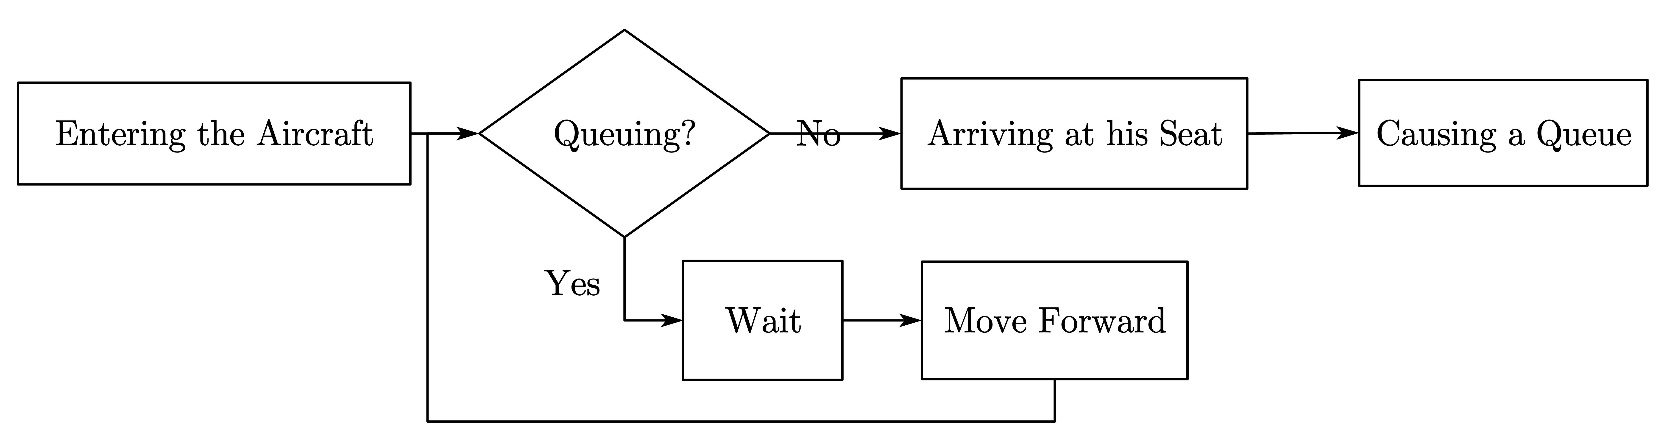 Entering the Aircraft
Queuing?
No
Arriving at his Seat
Causing a Queue
Yes
Wait
Move Forward